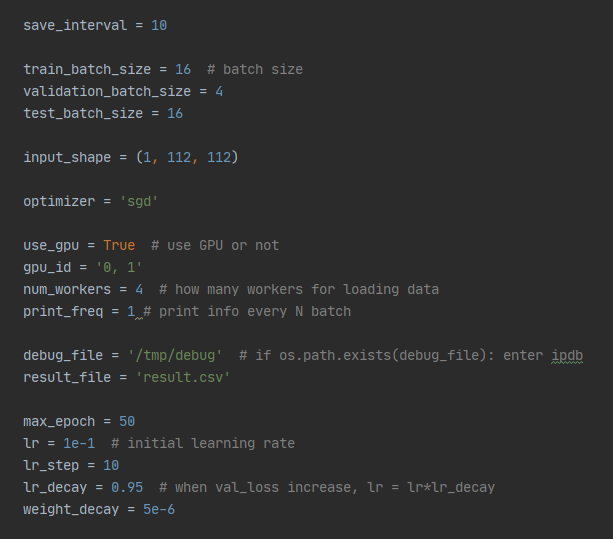 save_interval = 10
train_batch_size = 16  # batch size
validation_batch_size = 4
test_batch_size = 16
input_shape = (1, 112, 112)
optimizer = 'sgd'
use_gpu = True  # use GPU or not
gpu_id = '0, 1'
num_workers = 4  # how many workers for loading data
print_freq = 1 # print info every N batch
debug_file = '/tmp/debug'  # if os.path.exists(debug_file): enter ipdb
result_file = 'result.csv'
max_epoch = 50
lr = 1e-1  # initial learning rate
lr_step = 10
lr_decay = 0.95  # when val_loss increase, lr = lr*lr_decay
weight_decay = 5e-6